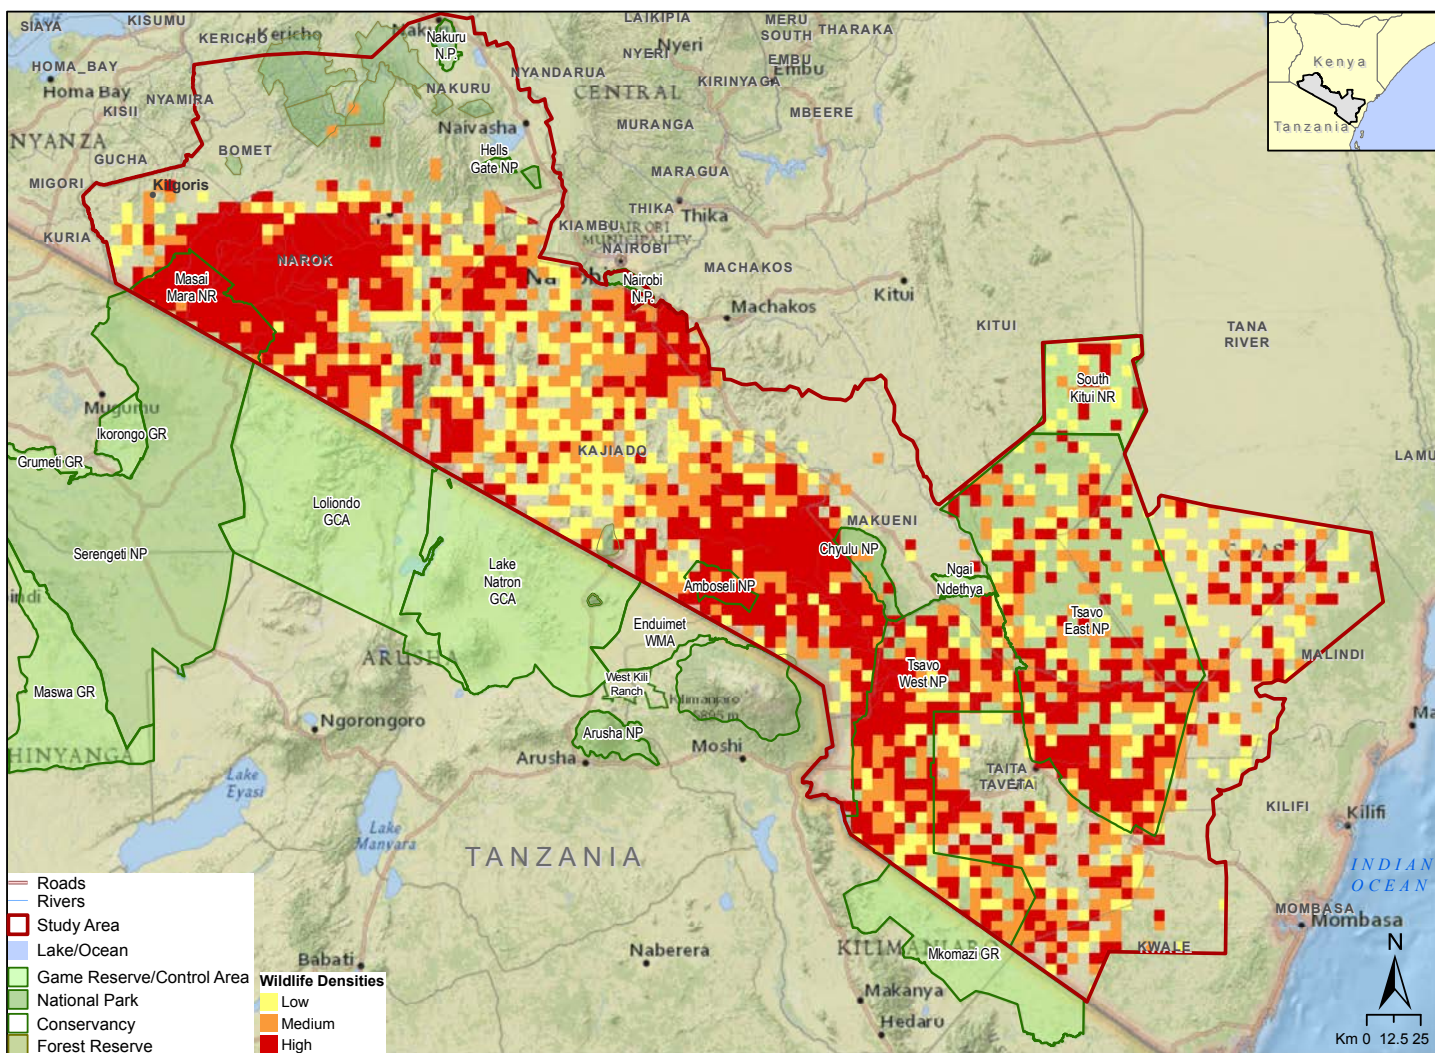 SIAYA
KISUMU
KERICHO
Kericho
Naku
Nakuru
N.P.
LAIKIPIA
NYERI
Nyeri
MERU
SOUTH
THARAKA
EMBU
Embu
HOMA_BAY
Homa Bay
NYAMIRA
KISII
NYANDARUA
NAKURU
CENTRAL
KIRINYAGA
MBEERE
Kenya
Tanzania
NYANZA
GUCHA
BOMET
Naivasha
Hells
Gate NP
MURANGA
MARAGUA
MIGORI
Kilgoris
THIKA
Thika
KURIA
KIAMBU
NAIROBI
MUNICIPALITY
NAIROBI
NAROK
Masai
Mara NR
Nairobi
N.P.
MACHAKOS
Machakos
Kitui
KITUI
TANA
RIVER
South
Kitui NR
Mugumu
Ikorongo GR
Grumeti GR
KAJIADO
LAMU
Loliondo
GCA
Serengeti NP
MAKUENI
Chyulu NP
COAST
Lake
Natron
GCA
Amboseli NP
Ngai
Ndethya
Enduimet
WMA
Tsavo
East NP
ARUSHA
Tsavo
West NP
MALINDI
Maswa GR
West Kili
Ranch
Kilimanjaro
Ngorongoro
Arusha NP
HINYANGA
Arusha
Moshi
TAITA
TAVETA
Lake
Eyasi
Lake
Manyara
KILIFI
Kilifi
TANZANIA
INDIAN
OCEAN
MOMBASA
Mombasa
Naberera
KILIMANJARO
Mkomazi GR
KWALE
Babati
Makanya
Hedaru
Roads
Rivers
Study Area
Lake/Ocean
Game Reserve/Control Area
National Park
Conservancy
Forest Reserve
Wildlife Densities
Low
Medium
High
N
Km 0 12.5 25